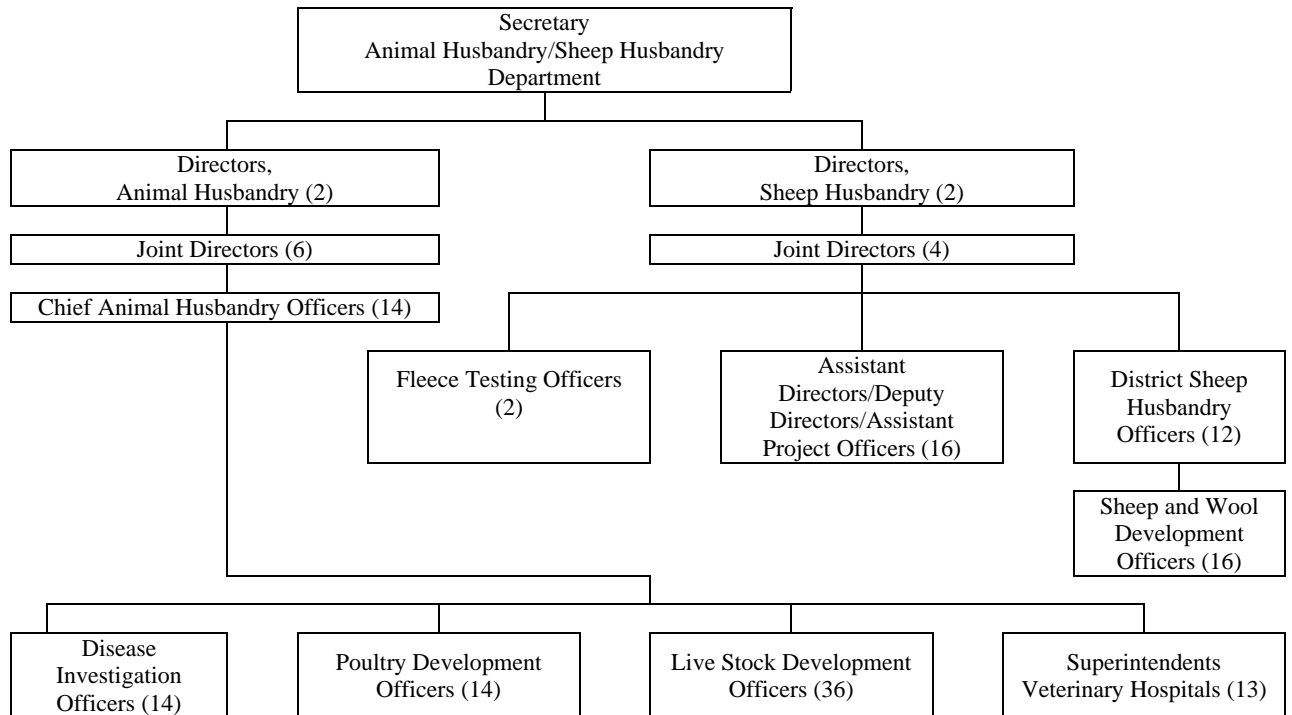 Secretary
Animal Husbandry/Sheep Husbandry
Department
Directors,
Animal Husbandry (2)
Directors,
Sheep Husbandry (2)
Joint Directors (6)
Joint Directors (4)
Chief Animal Husbandry Officers (14)
Fleece Testing Officers
(2)
Assistant
Directors/Deputy
Directors/Assistant
Project Officers (16)
District Sheep
Husbandry
Officers (12)
Sheep and Wool
Development
Officers (16)
Disease
Investigation
Officers (14)
Poultry Development
Officers (14)
Live Stock Development
Officers (36)
Superintendents
Veterinary Hospitals (13)